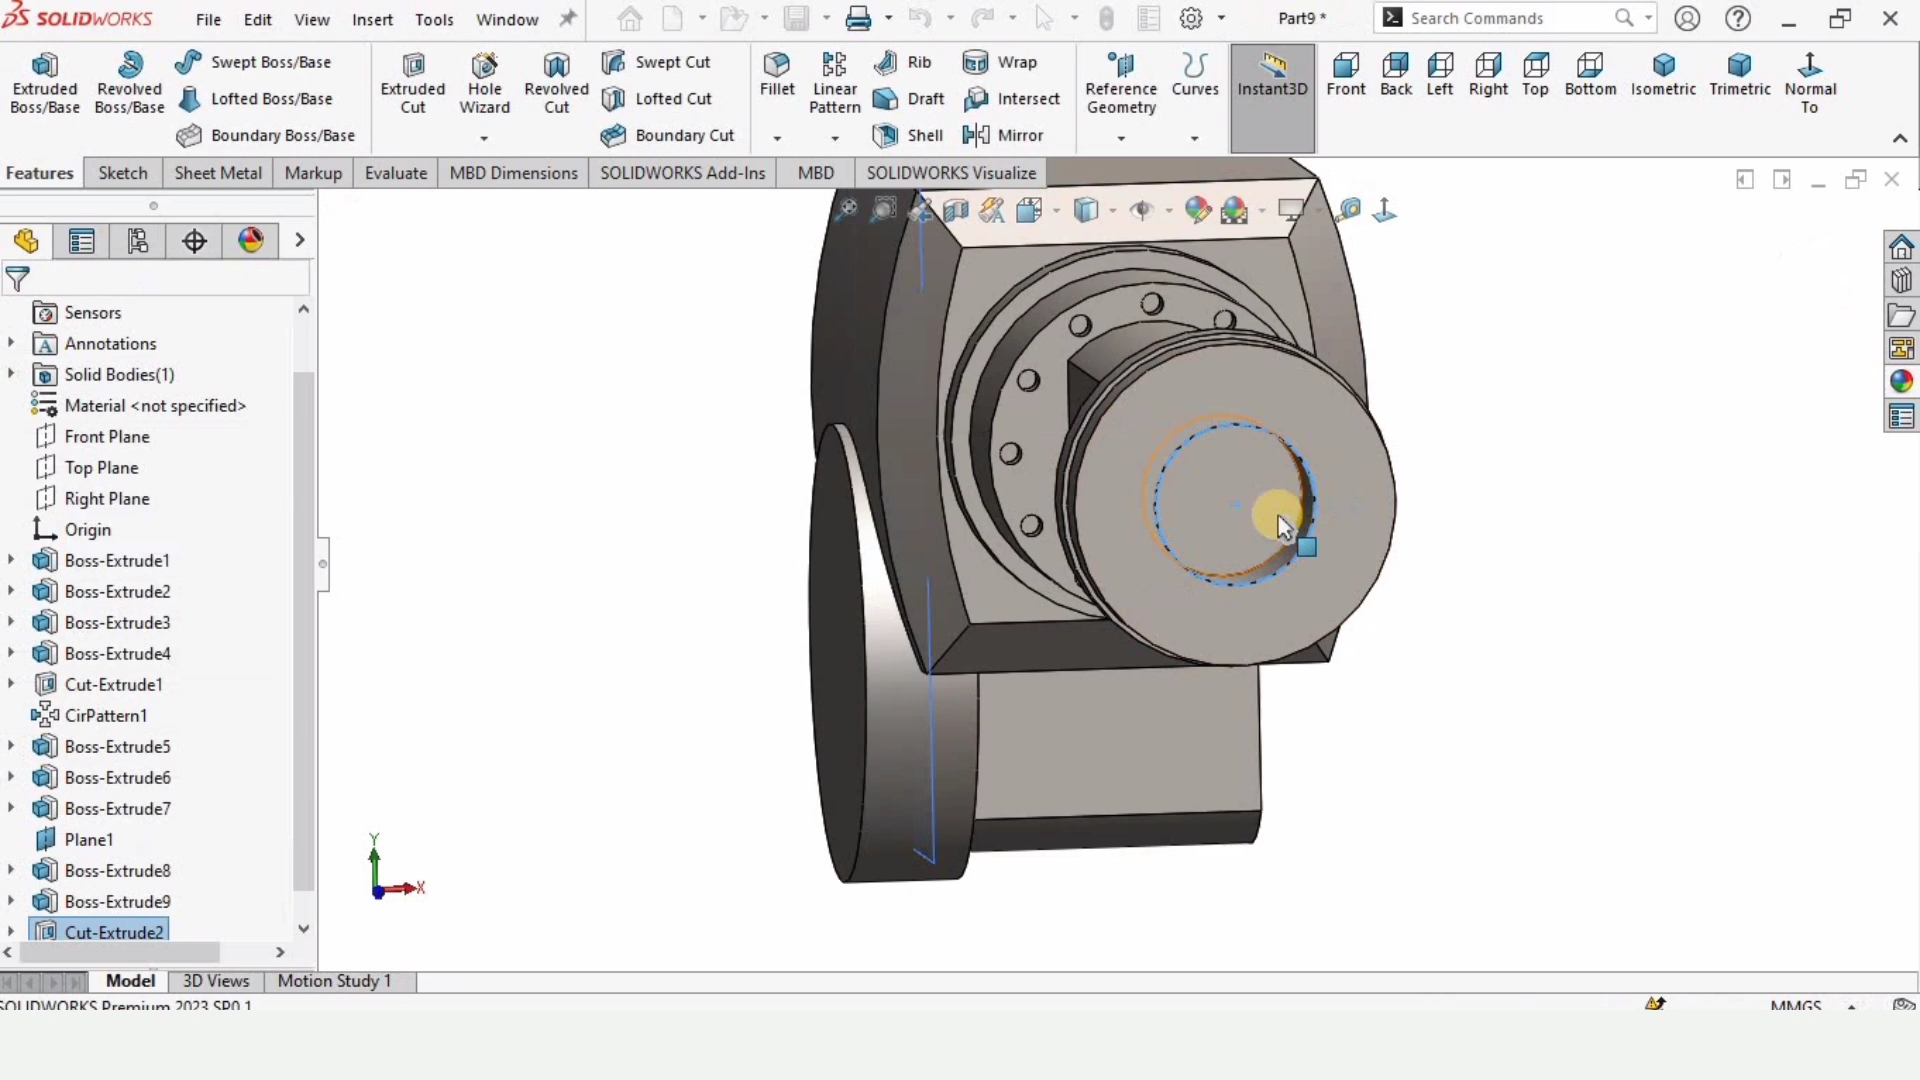 SOLIDWORKS
File Edit View Insert Tools Window
Part9 *
Search Commands
Extruded Boss/Base
Revolved Boss/Base
Swept Boss/Base
Lofted Boss/Base
Boundary Boss/Base
Extruded Cut
Hole Wizard
Revolved Cut
Swept Cut
Lofted Cut
Boundary Cut
Fillet
Linear Pattern
Rib
Draft
Shell
Wrap
Intersect
Mirror
Reference Geometry
Curves
Instant3D
Front
Back
Left
Right
Top
Bottom
Isometric
Trimetric
Normal To
Features Sketch Sheet Metal Markup Evaluate MBD Dimensions SOLIDWORKS Add-Ins MBD SOLIDWORKS Visualize
Sensors
Annotations
Solid Bodies(1)
Material <not specified>
Front Plane
Top Plane
Right Plane
Origin
Boss-Extrude1
Boss-Extrude2
Boss-Extrude3
Boss-Extrude4
Cut-Extrude1
CirPattern1
Boss-Extrude5
Boss-Extrude6
Boss-Extrude7
Plane1
Boss-Extrude8
Boss-Extrude9
Cut-Extrude2
Y
X
Model 3D Views Motion Study 1
SOLIDWORKS Premium 2023 SP0.1
MMGS